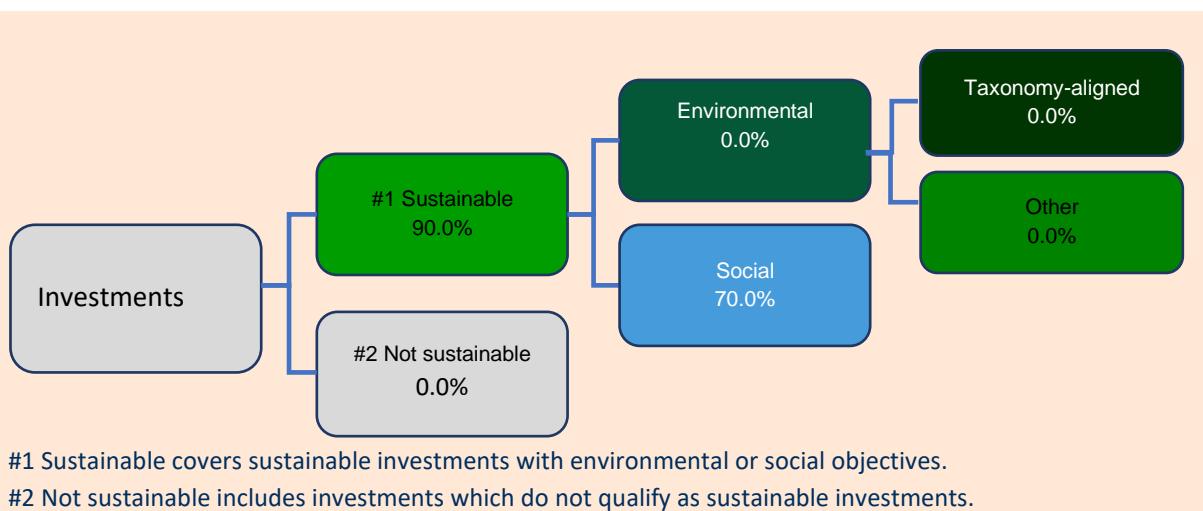 Investments
#1 Sustainable
90.0%
#2 Not sustainable
0.0%
Environmental
0.0%
Social
70.0%
Taxonomy-aligned
0.0%
Other
0.0%
#1 Sustainable covers sustainable investments with environmental or social objectives.
#2 Not sustainable includes investments which do not qualify as sustainable investments.